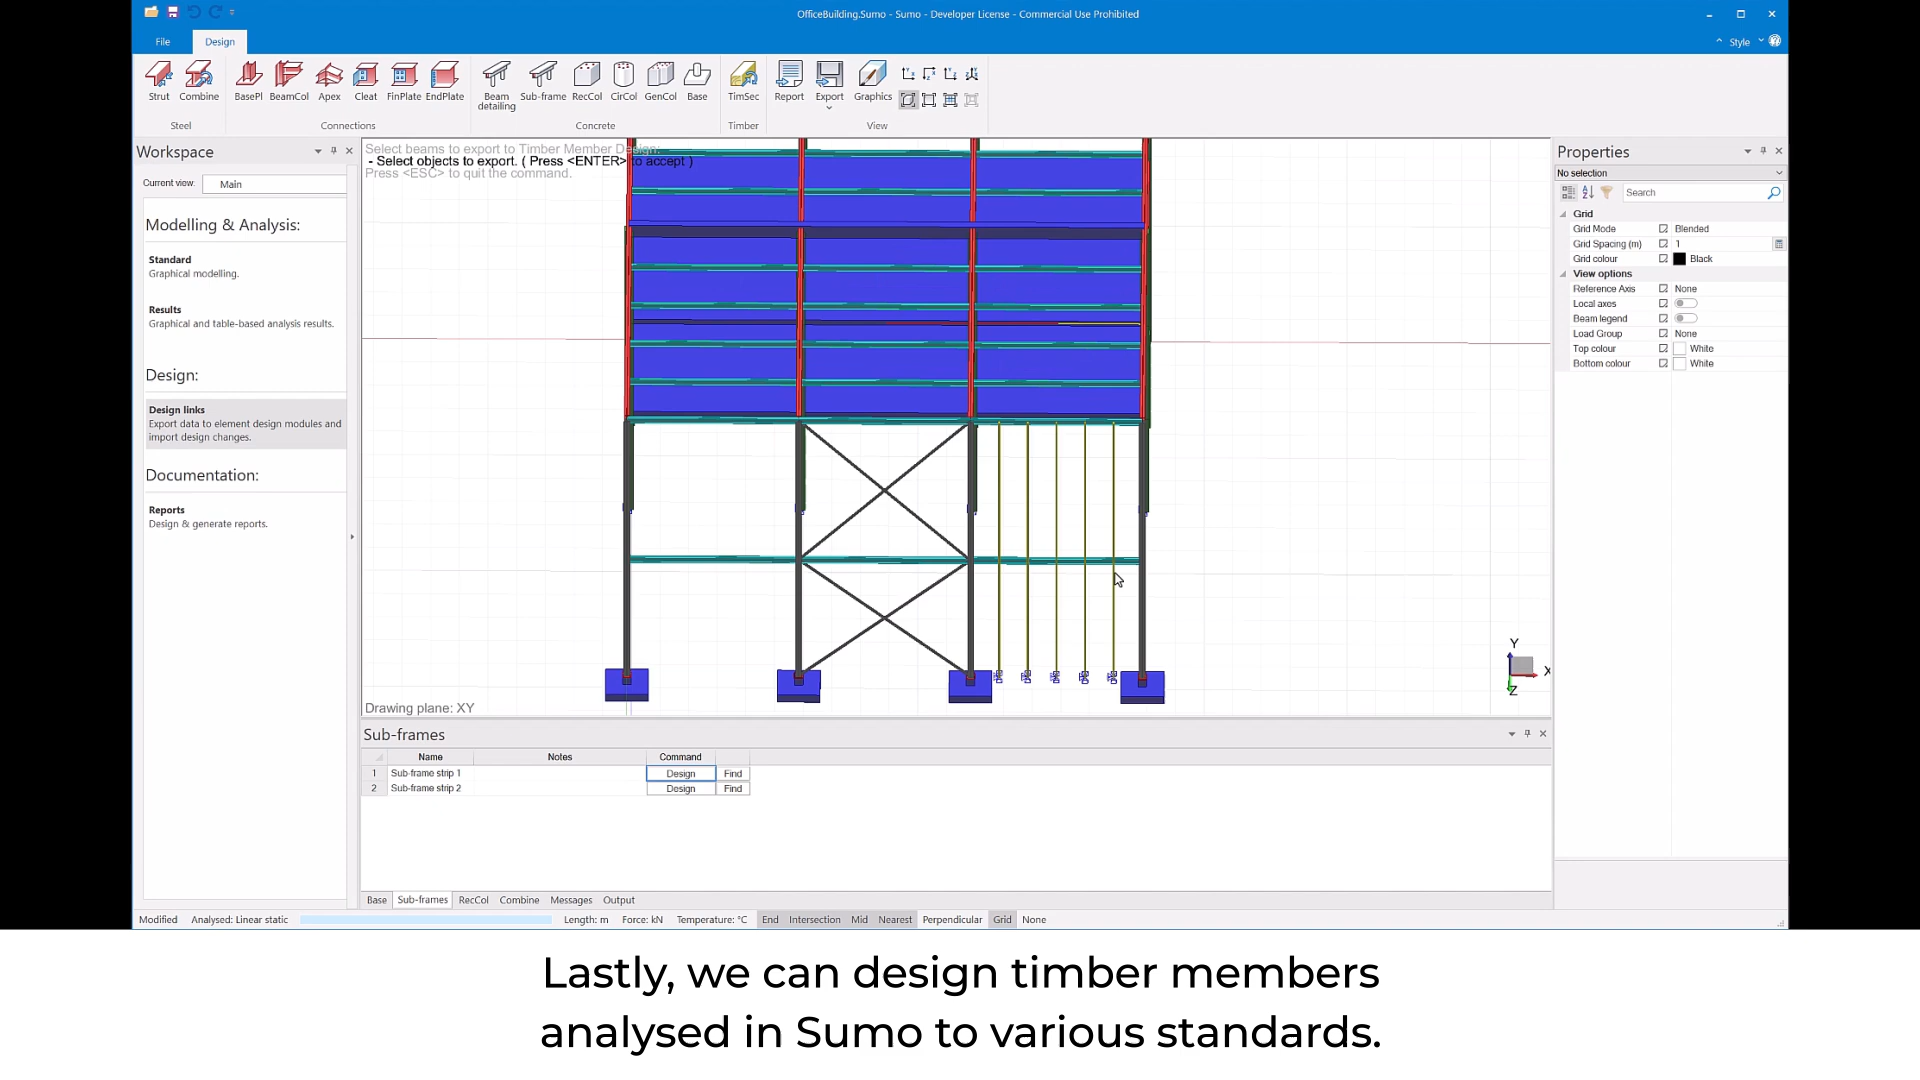 OfficeBuilding.Sumo - Sumo - Developer License - Commercial Use Prohibited
File
Design
Style
Strut
Combine
BasePl
BeamCol
Apex
Cleat
FinPlate
EndPlate
Beam
detailing
Sub-frame
RecCol
CirCol
GenCol
Base
TimSec
Report
Export
Graphics
Steel
Connections
Concrete
Timber
View
Workspace
Current view:
Main
Modelling & Analysis:
Standard
Graphical modelling.
Results
Graphical and table-based analysis results.
Design:
Design links
Export data to element design modules and
import design changes.
Documentation:
Reports
Design & generate reports.
Select beams to export to Timber Member Design:
- Select objects to export. ( Press <ENTER> to accept )
Press <ESC> to quit the command.
Y
X
Z
Drawing plane: XY
Properties
No selection
Search
Grid
Grid Mode Blended
Grid Spacing (m) 1
Grid colour Black
View options
Reference Axis None
Local axes
Beam legend
Load Group None
Top colour White
Bottom colour White
Sub-frames
Name Notes Command
1 Sub-frame strip 1 Design Find
2 Sub-frame strip 2 Design Find
Base Sub-frames RecCol Combine Messages Output
Modified Analysed: Linear static Length: m Force: kN Temperature: °C End Intersection Mid Nearest Perpendicular Grid None
Lastly, we can design timber members
analysed in Sumo to various standards.